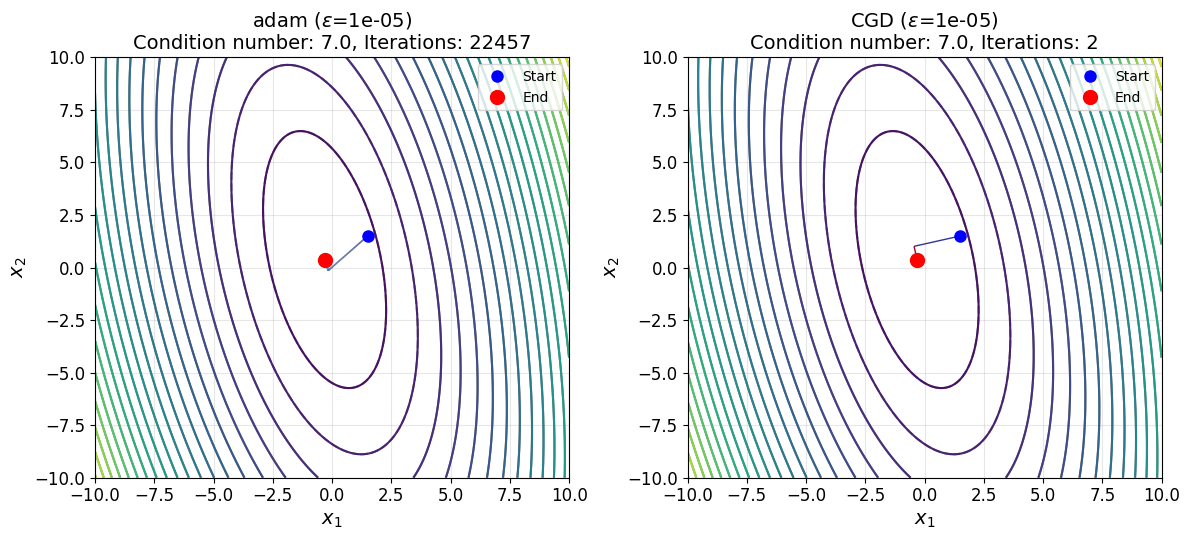 adam (ε=1e-05)
Condition number: 7.0, Iterations: 22457
10.0
7.5
5.0
2.5
0.0
−2.5
−5.0
−7.5
−10.0
x₂
Start
End
−10.0 −7.5 −5.0 −2.5 0.0 2.5 5.0 7.5 10.0
x₁
CGD (ε=1e-05)
Condition number: 7.0, Iterations: 2
10.0
7.5
5.0
2.5
0.0
−2.5
−5.0
−7.5
−10.0
x₂
Start
End
−10.0 −7.5 −5.0 −2.5 0.0 2.5 5.0 7.5 10.0
x₁